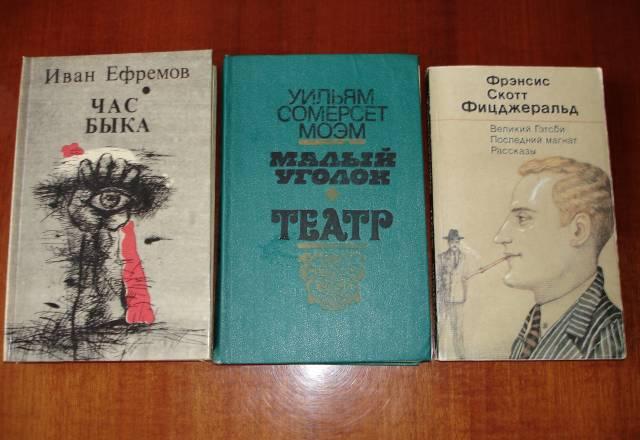 Иван Ефремов
ЧАС
БЫКА
УИЛЬЯМ
СОМЕРСЕТ
МОЭМ
МАЛЫЙ
УГОЛОК
ТЕАТР
Фрэнсис
Скотт
Фицджеральд
Великий Гэтсби
Последний магнат
Рассказы